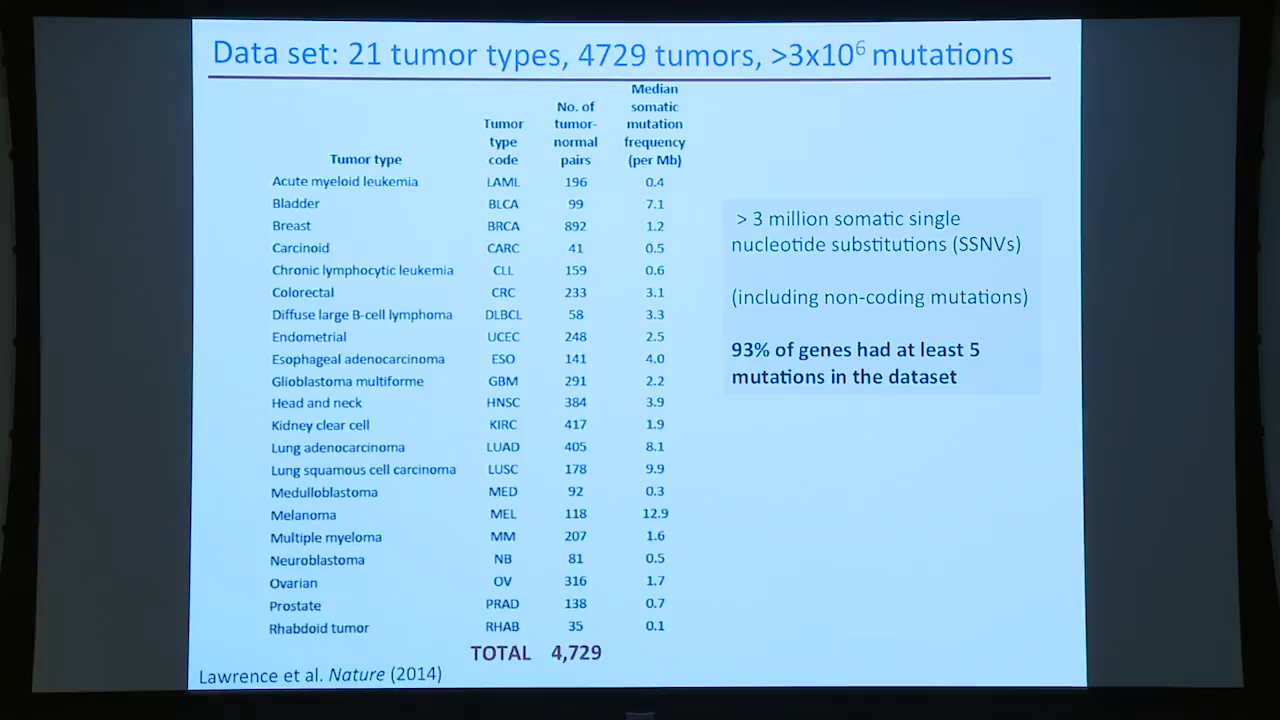 Data set: 21 tumor types, 4729 tumors, >3x10⁶ mutations
Tumor type
Tumor
type
code
No. of
tumor-
normal
pairs
Median
somatic
mutation
frequency
(per Mb)
Acute myeloid leukemia LAML 196 0.4
Bladder BLCA 99 7.1
Breast BRCA 892 1.2
Carcinoid CARC 41 0.5
Chronic lymphocytic leukemia CLL 159 0.6
Colorectal CRC 233 3.1
Diffuse large B-cell lymphoma DLBCL 58 3.3
Endometrial UCEC 248 2.5
Esophageal adenocarcinoma ESO 141 4.0
Glioblastoma multiforme GBM 291 2.2
Head and neck HNSC 384 3.9
Kidney clear cell KIRC 417 1.9
Lung adenocarcinoma LUAD 405 8.1
Lung squamous cell carcinoma LUSC 178 9.9
Medulloblastoma MED 92 0.3
Melanoma MEL 118 12.9
Multiple myeloma MM 207 1.6
Neuroblastoma NB 81 0.5
Ovarian OV 316 1.7
Prostate PRAD 138 0.7
Rhabdoid tumor RHAB 35 0.1
TOTAL 4,729
> 3 million somatic single
nucleotide substitutions (SSNVs)
(including non-coding mutations)
93% of genes had at least 5
mutations in the dataset
Lawrence et al. Nature (2014)